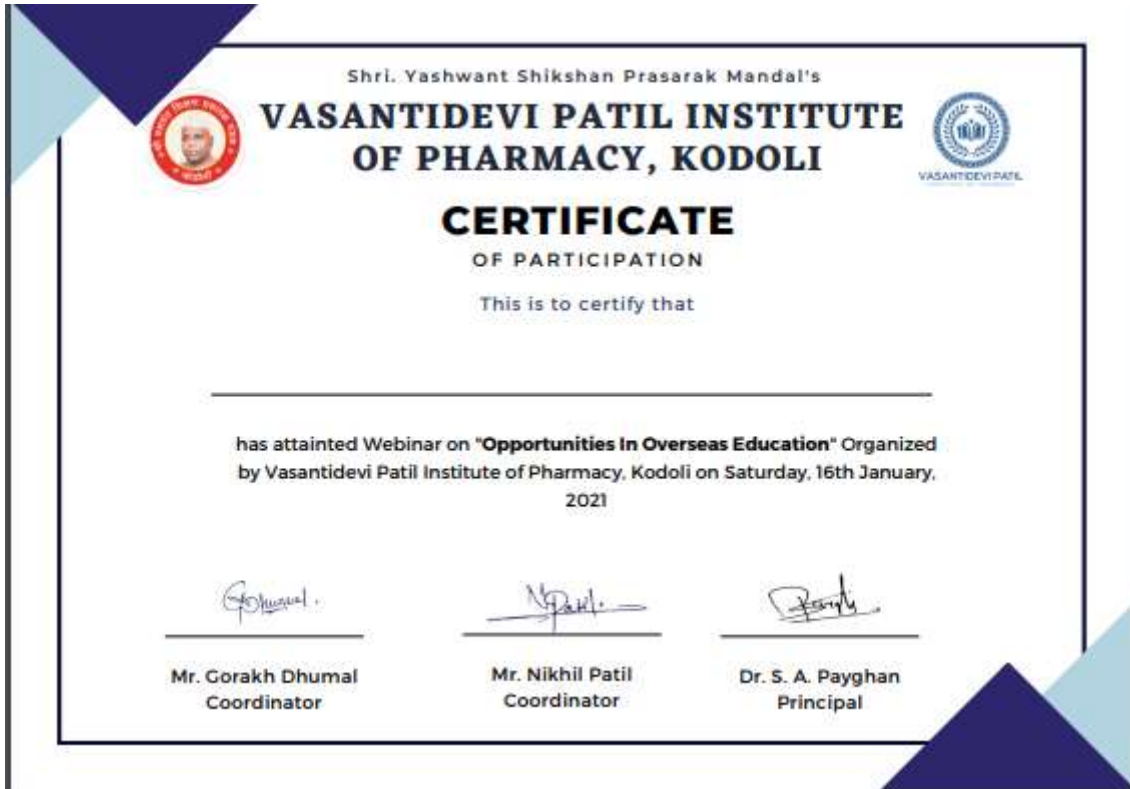 Shri. Yashwant Shikshan Prasarak Mandal's
VASANTIDEVI PATIL INSTITUTE
OF PHARMACY, KODOLI
VASANTIDEVI PATIL
CERTIFICATE
OF PARTICIPATION
This is to certify that
has attainted Webinar on "Opportunities In Overseas Education" Organized
by Vasantidevi Patil Institute of Pharmacy, Kodoli on Saturday, 16th January,
2021
Mr. Gorakh Dhumal
Coordinator
Mr. Nikhil Patil
Coordinator
Dr. S. A. Payghan
Principal